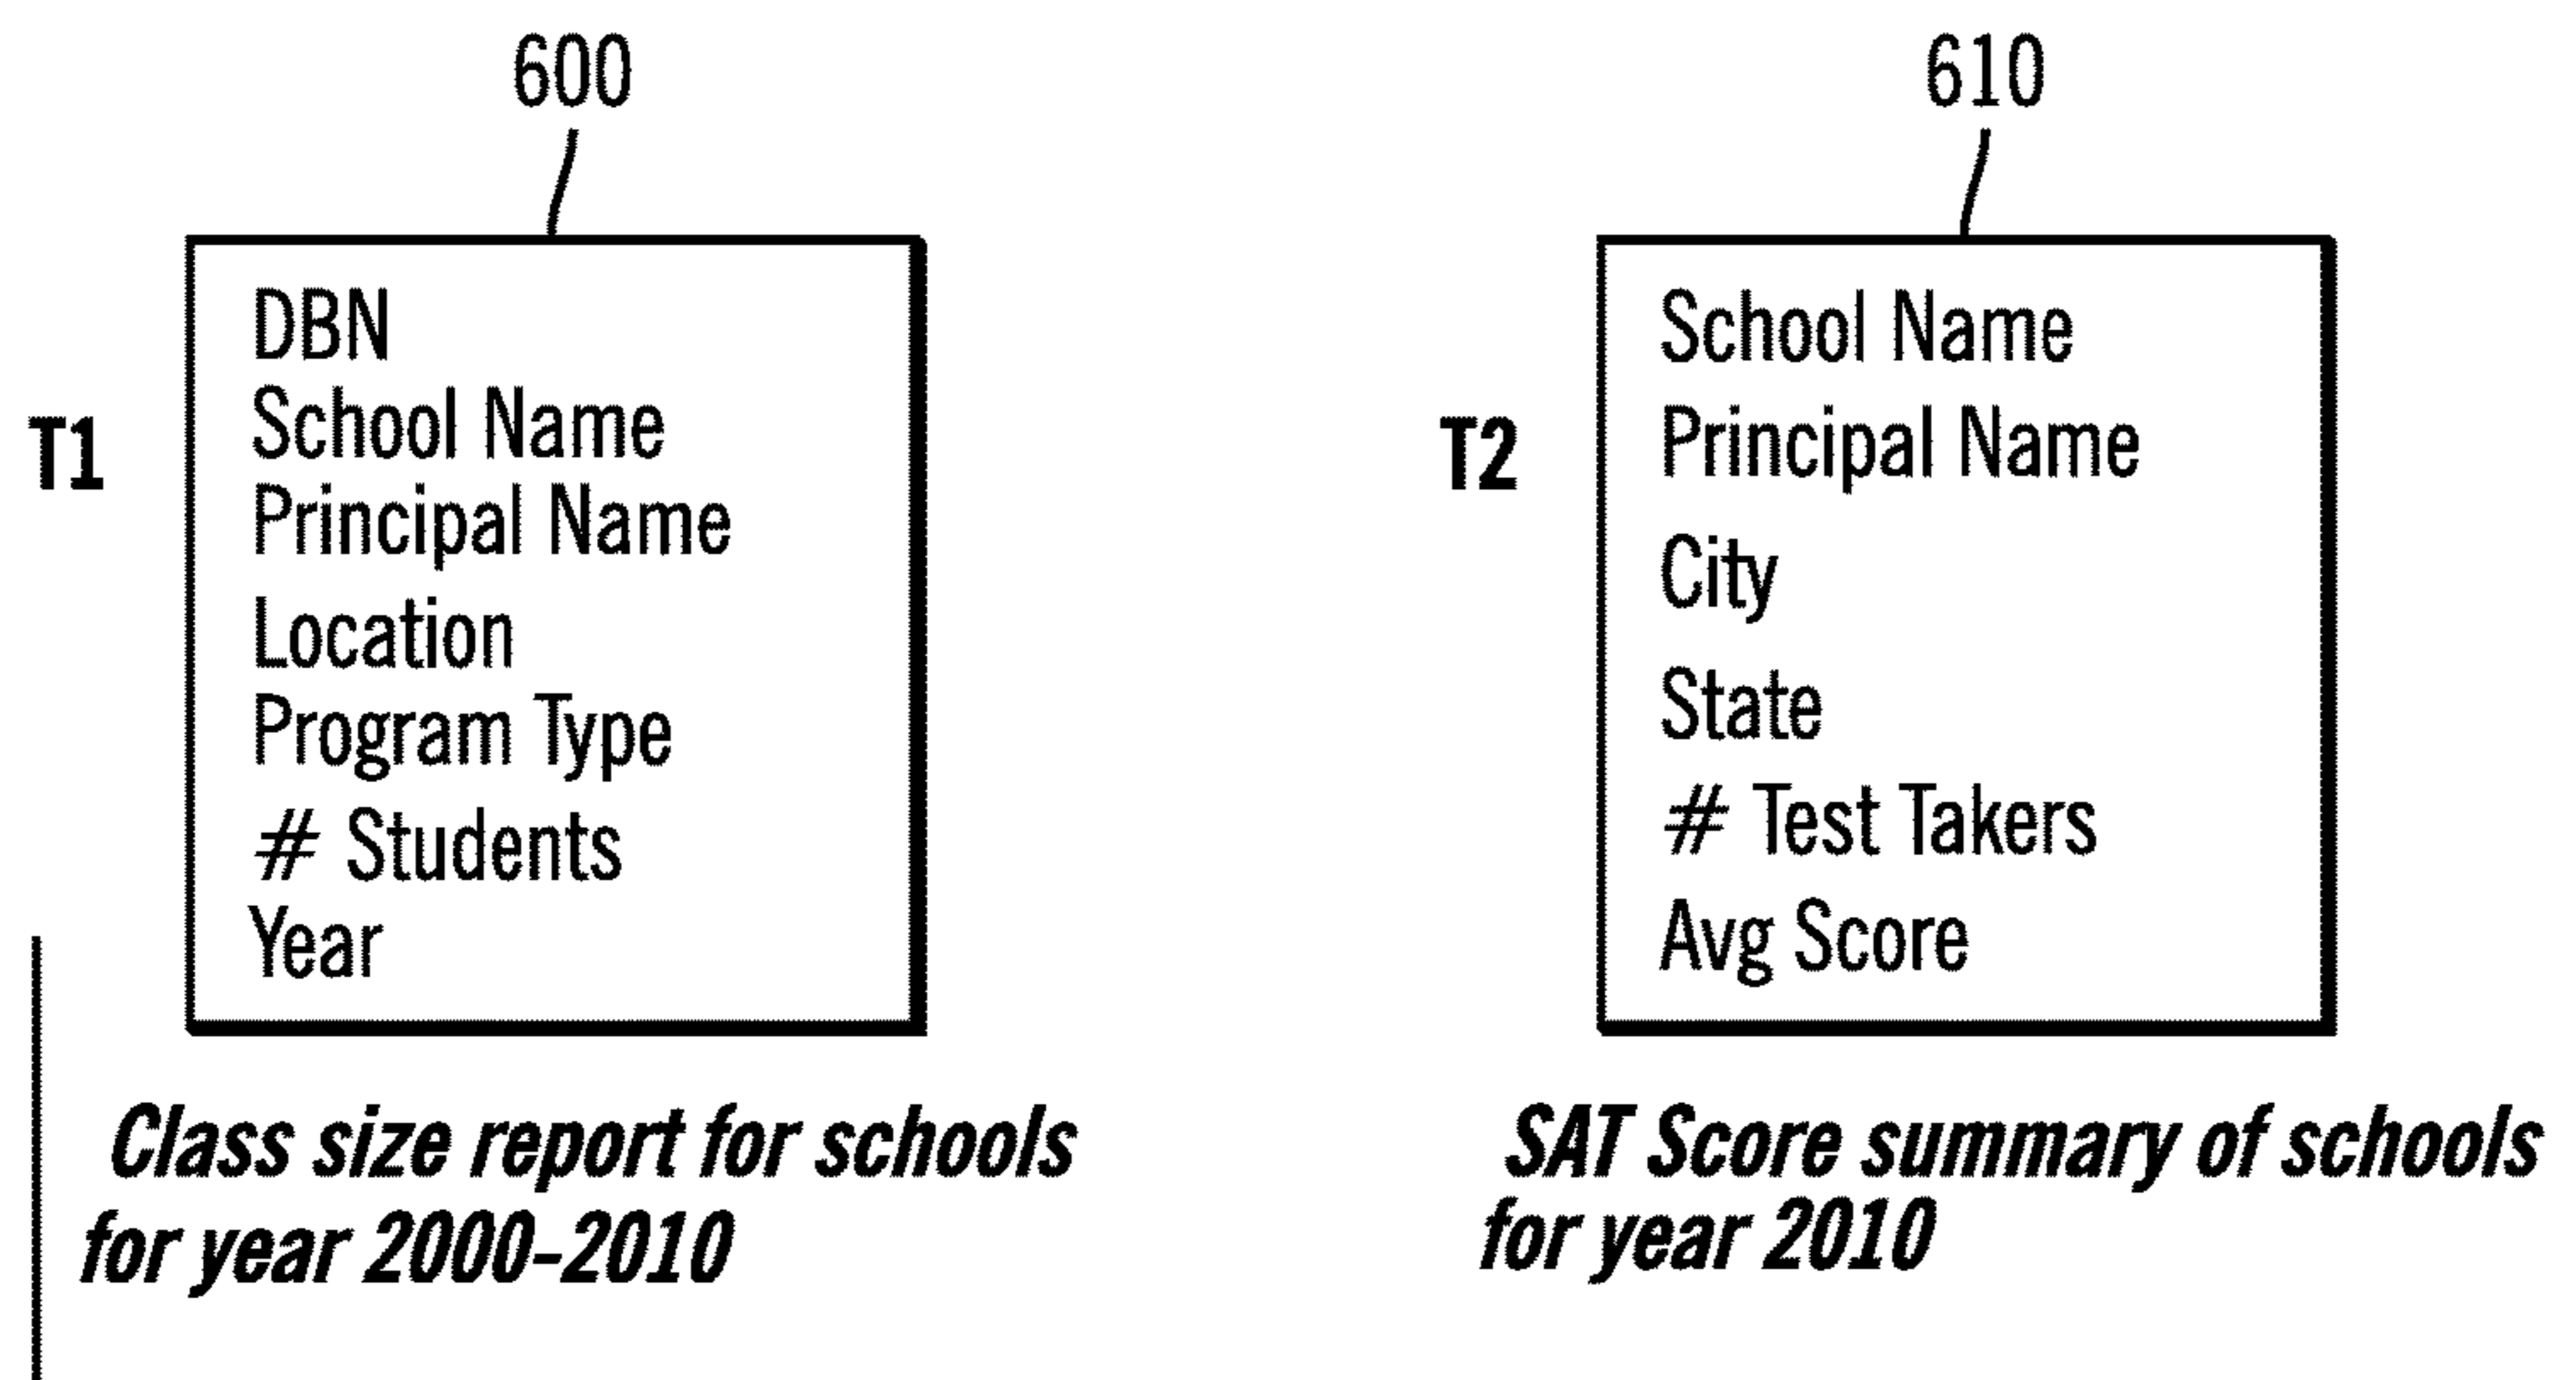 600
T1
DBN
School Name
Principal Name
Location
Program Type
# Students
Year
Class size report for schools
for year 2000-2010
610
T2
School Name
Principal Name
City
State
# Test Takers
Avg Score
SAT Score summary of schools
for year 2010